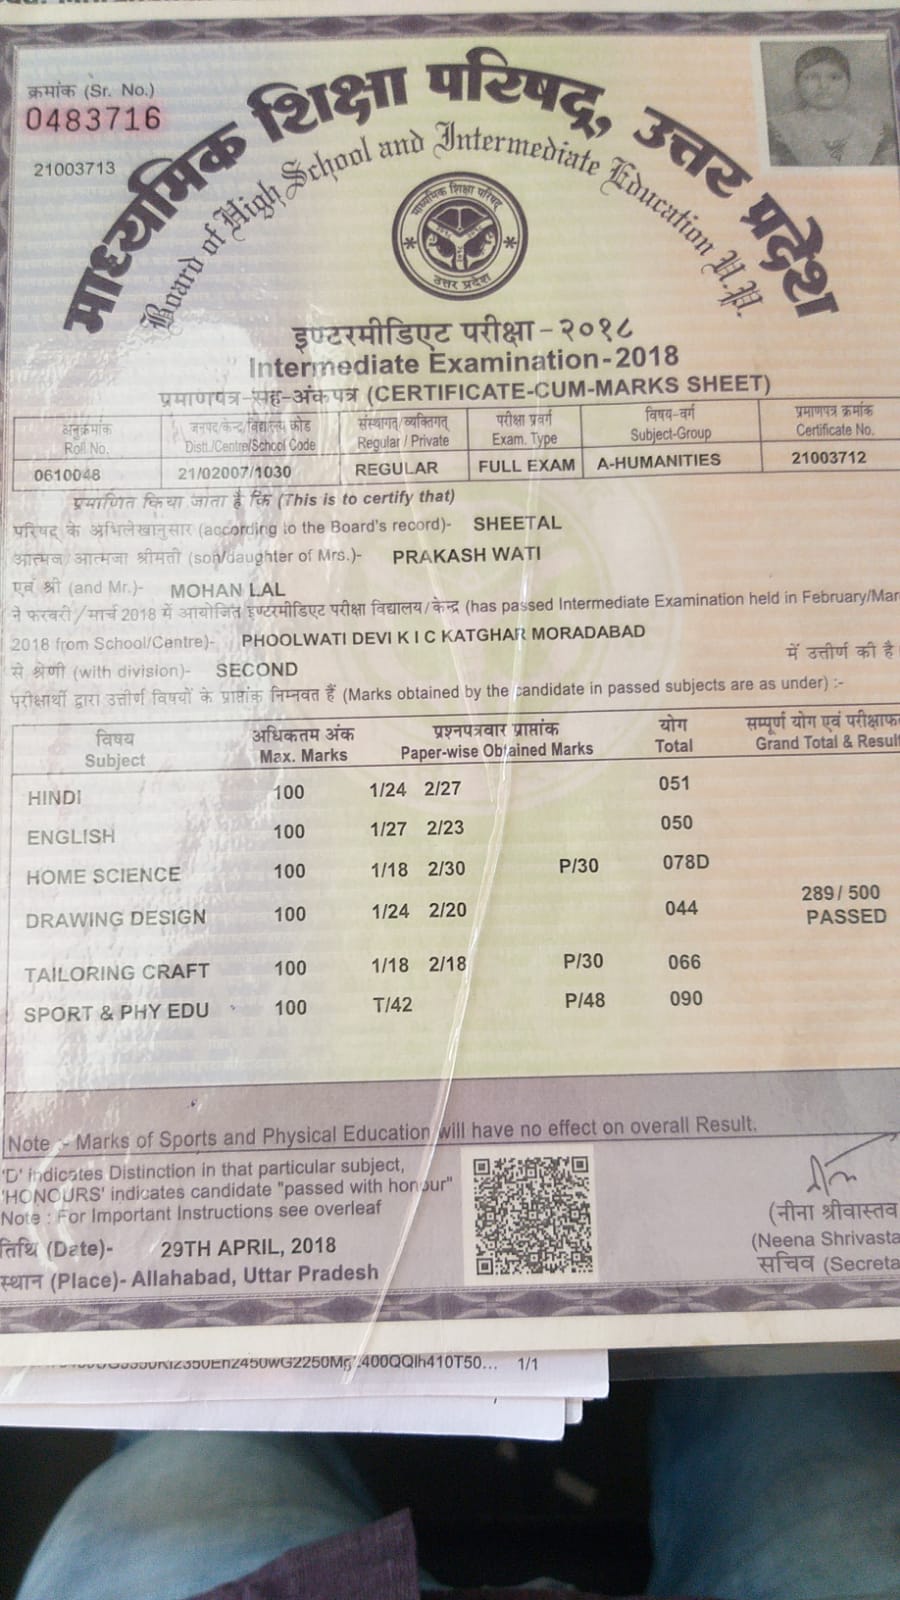 क्रमांक (Sr. No.)
0483716
21003713
माध्यमिक शिक्षा परिषद्, उत्तर प्रदेश
Board of High School and Intermediate Education U.P.
माध्यमिक शिक्षा परिषद्
उत्तर प्रदेश
इण्टरमीडिएट परीक्षा - २०१८
Intermediate Examination-2018
प्रमाणपत्र-सह-अंकपत्र (CERTIFICATE-CUM-MARKS SHEET)
अनुक्रमांक जनपद/केन्द्र/विद्यालय कोड संस्थागत/व्यक्तिगत् परीक्षा प्रवर्ग विषय-वर्ग प्रमाणपत्र क्रमांक
Roll No. Distt./Centre/School Code Regular / Private Exam. Type Subject-Group Certificate No.
0610048 21/02007/1030 REGULAR FULL EXAM A-HUMANITIES 21003712
प्रमाणित किया जाता है कि (This is to certify that)
परिषद के अभिलेखानुसार (according to the Board's record)- SHEETAL
आत्मज/आत्मजा श्रीमती (son/daughter of Mrs.)- PRAKASH WATI
एवं श्री (and Mr.)- MOHAN LAL
ने फरवरी/मार्च 2018 में आयोजित इण्टरमीडिएट परीक्षा विद्यालय/केन्द्र (has passed Intermediate Examination held in February/Mar
2018 from School/Centre)- PHOOLWATI DEVI K I C KATGHAR MORADABAD
से श्रेणी (with division)- SECOND में उत्तीर्ण की है
परीक्षार्थी द्वारा उत्तीर्ण विषयों के प्राप्तांक निम्नवत हैं (Marks obtained by the candidate in passed subjects are as under) :-
विषय अधिकतम अंक प्रश्नपत्रवार प्राप्तांक योग सम्पूर्ण योग एवं परीक्षाफ
Subject Max. Marks Paper-wise Obtained Marks Total Grand Total & Result
HINDI 100 1/24 2/27 051
ENGLISH 100 1/27 2/23 050
HOME SCIENCE 100 1/18 2/30 P/30 078D
289/ 500
DRAWING DESIGN 100 1/24 2/20 044 PASSED
TAILORING CRAFT 100 1/18 2/18 P/30 066
SPORT & PHY EDU 100 T/42 P/48 090
Note :- Marks of Sports and Physical Education will have no effect on overall Result.
'D' indicates Distinction in that particular subject,
'HONOURS' indicates candidate "passed with honour"
Note : For Important Instructions see overleaf
तिथि (Date)- 29TH APRIL, 2018
स्थान (Place)- Allahabad, Uttar Pradesh
(नीना श्रीवास्तव
(Neena Shrivasta
सचिव (Secreta
1/1